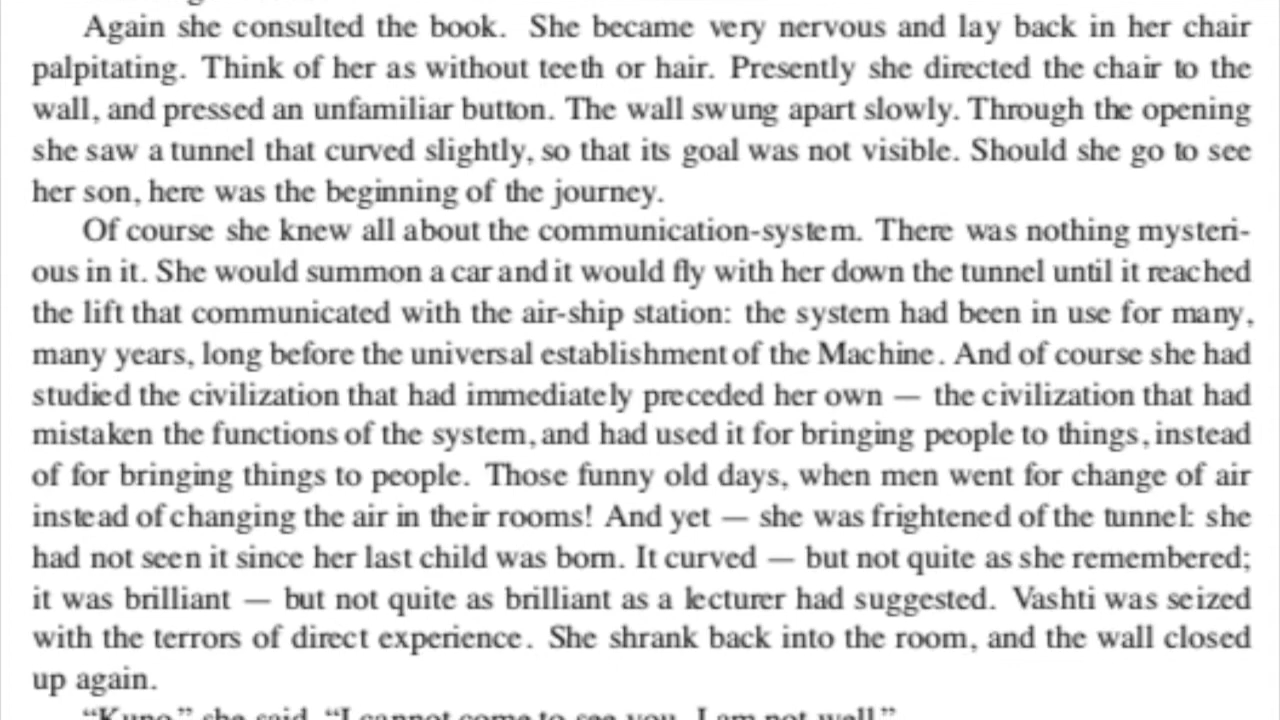 Again she consulted the book. She became very nervous and lay back in her chair
palpitating. Think of her as without teeth or hair. Presently she directed the chair to the
wall, and pressed an unfamiliar button. The wall swung apart slowly. Through the opening
she saw a tunnel that curved slightly, so that its goal was not visible. Should she go to see
her son, here was the beginning of the journey.
Of course she knew all about the communication-system. There was nothing mysteri-
ous in it. She would summon a car and it would fly with her down the tunnel until it reached
the lift that communicated with the air-ship station: the system had been in use for many,
many years, long before the universal establishment of the Machine. And of course she had
studied the civilization that had immediately preceded her own — the civilization that had
mistaken the functions of the system, and had used it for bringing people to things, instead
of for bringing things to people. Those funny old days, when men went for change of air
instead of changing the air in their rooms! And yet — she was frightened of the tunnel: she
had not seen it since her last child was born. It curved — but not quite as she remembered;
it was brilliant — but not quite as brilliant as a lecturer had suggested. Vashti was seized
with the terrors of direct experience. She shrank back into the room, and the wall closed
up again.
“Kuno,” she said, “I cannot come to see you. I am not well.”